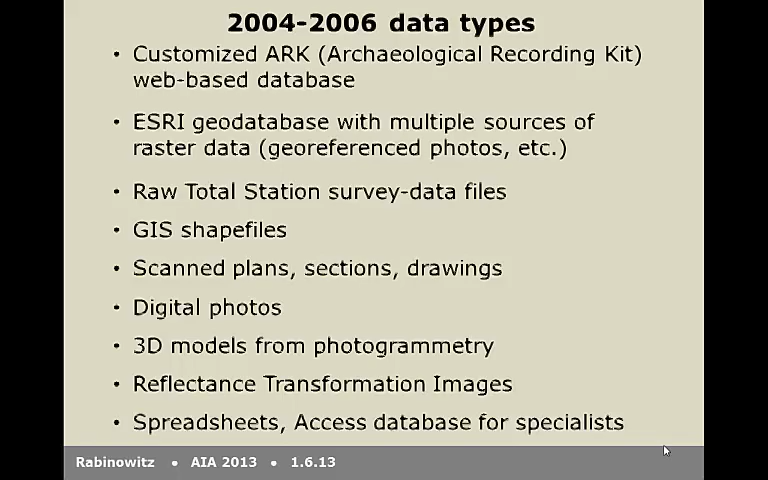 2004-2006 data types
• Customized ARK (Archaeological Recording Kit)
web-based database
• ESRI geodatabase with multiple sources of
raster data (georeferenced photos, etc.)
• Raw Total Station survey-data files
• GIS shapefiles
• Scanned plans, sections, drawings
• Digital photos
• 3D models from photogrammetry
• Reflectance Transformation Images
• Spreadsheets, Access database for specialists
Rabinowitz • AIA 2013 • 1.6.13